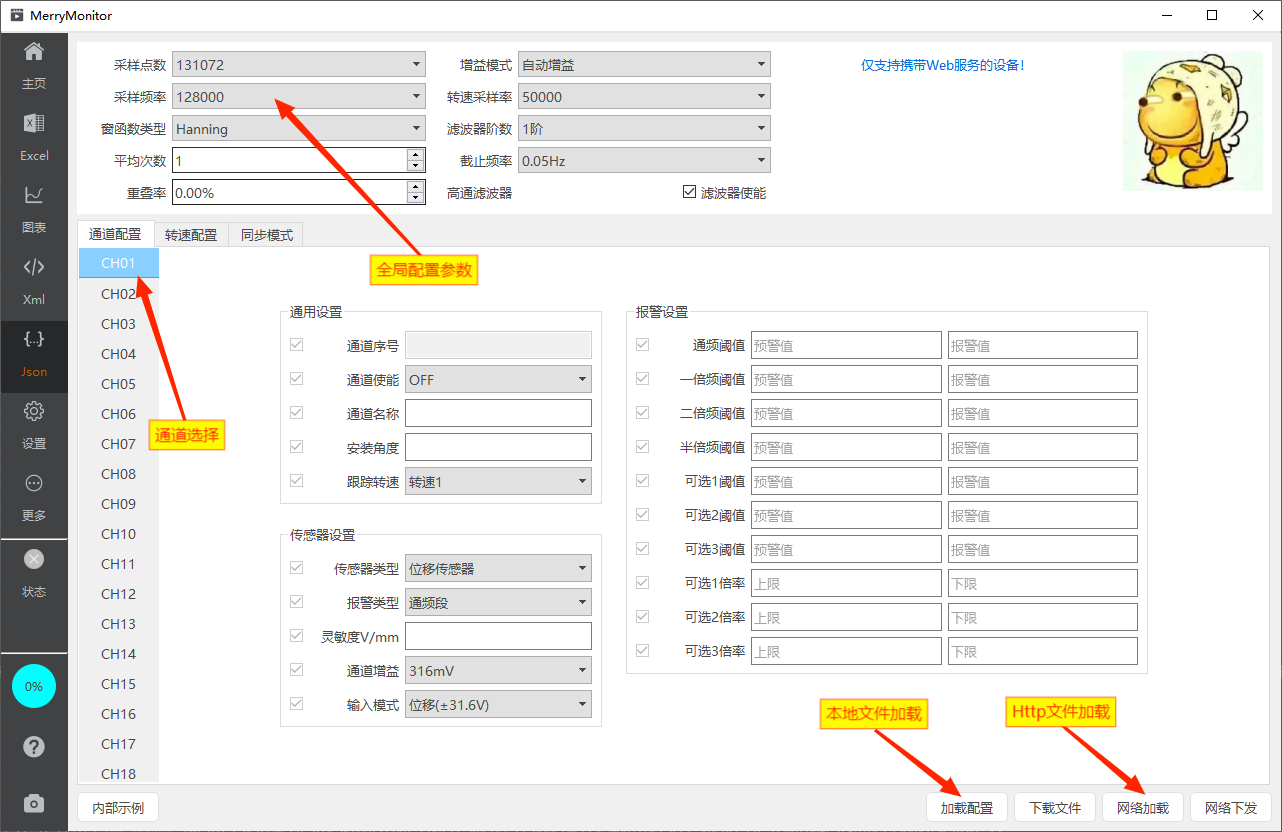 MerryMonitor
主页
Excel
图表
Xml
Json
设置
更多
状态
0%
采样点数 131072 增益模式 自动增益 仅支持携带Web服务的设备!
采样频率 128000 转速采样率 50000
窗函数类型 Hanning 滤波器阶数 1阶
平均次数 1 截止频率 0.05Hz
重叠率 0.00% 高通滤波器 滤波器使能
通道配置 转速配置 同步模式
全局配置参数
CH01
CH02
CH03
CH04
CH05
CH06
CH07
CH08
CH09
CH10
CH11
CH12
CH13
CH14
CH15
CH16
CH17
CH18
通道选择
通用设置
通道序号
通道使能 OFF
通道名称
安装角度
跟踪转速 转速1
传感器设置
传感器类型 位移传感器
报警类型 通频段
灵敏度V/mm
通道增益 316mV
输入模式 位移(±31.6V)
报警设置
通频阈值 预警值 报警值
一倍频阈值 预警值 报警值
二倍频阈值 预警值 报警值
半倍频阈值 预警值 报警值
可选1阈值 预警值 报警值
可选2阈值 预警值 报警值
可选3阈值 预警值 报警值
可选1倍率 上限 下限
可选2倍率 上限 下限
可选3倍率 上限 下限
本地文件加载 Http文件加载
内部示例 加载配置 下载文件 网络加载 网络下发